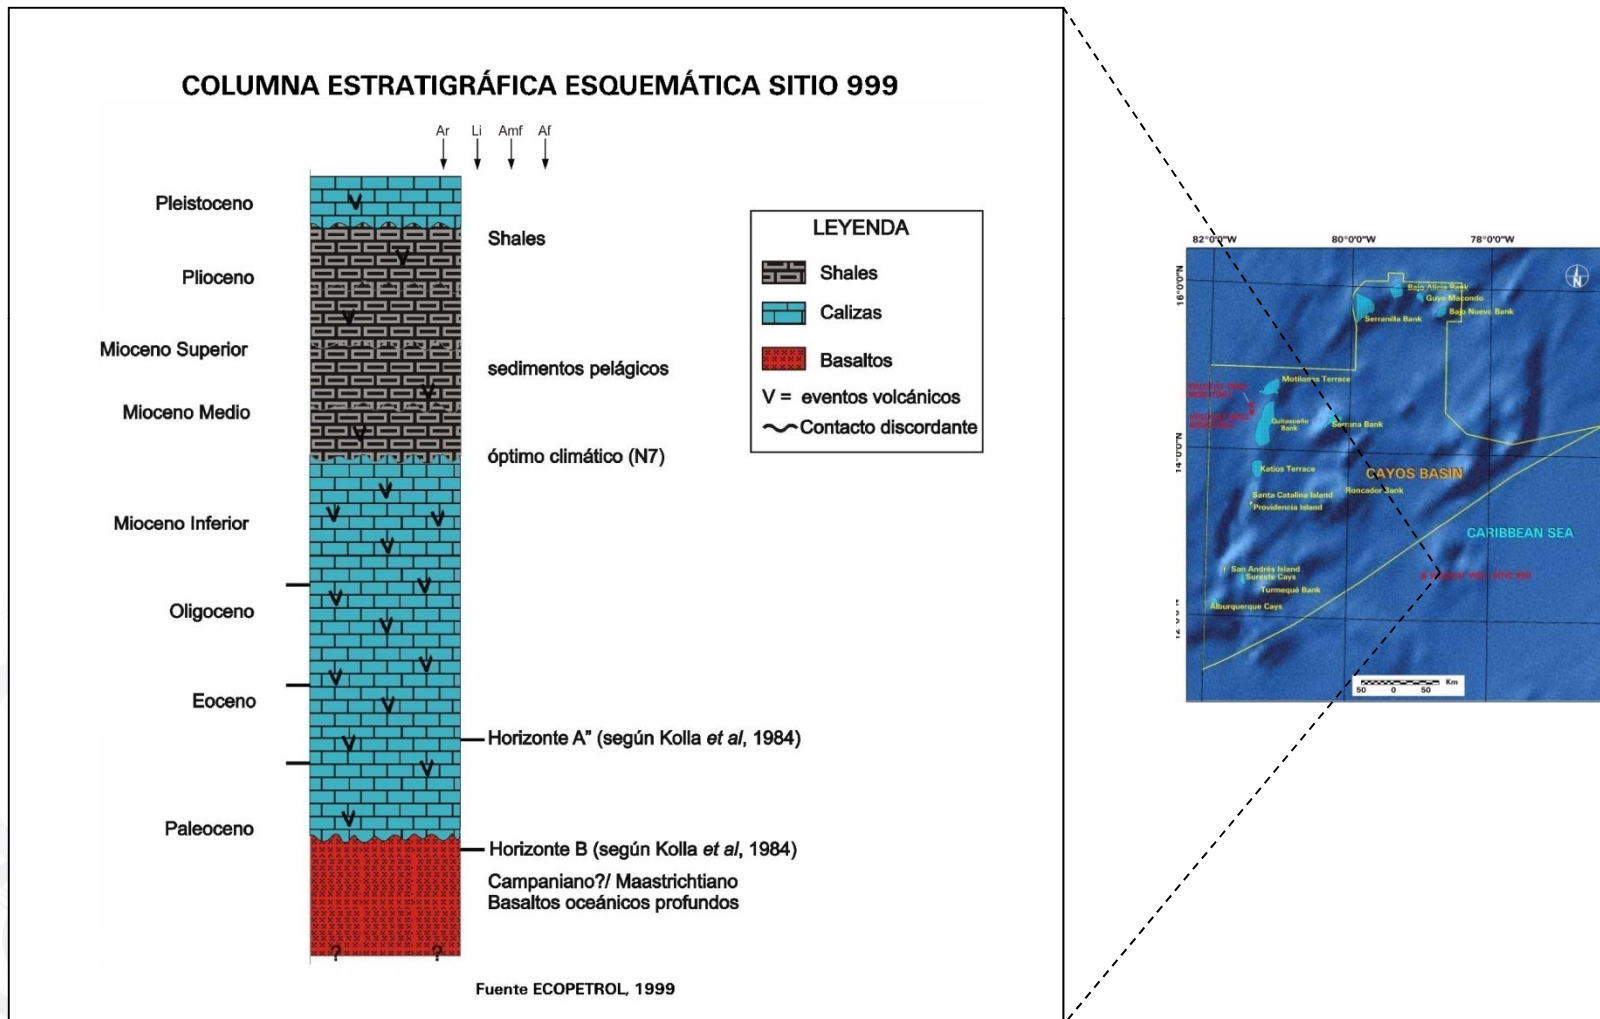 COLUMNA ESTRATIGRÁFICA ESQUEMÁTICA SITIO 999
Ar Li Amf Af
Pleistoceno
Shales
Plioceno
Mioceno Superior
sedimentos pelágicos
Mioceno Medio
óptimo climático (N7)
Mioceno Inferior
Oligoceno
Eoceno
Horizonte A" (según Kolla et al, 1984)
Paleoceno
Horizonte B (según Kolla et al, 1984)
Campaniano?/ Maastrichtiano
Basaltos oceánicos profundos
? ?
Fuente ECOPETROL, 1999
LEYENDA
Shales
Calizas
Basaltos
V = eventos volcánicos
Contacto discordante
82°0'0"W 80°0'0"W 78°0'0"W
16°0'0"N
14°0'0"N
N
Bajo Alicia Bank
Guyo Macondo
Bajo Nuevo Bank
Serranilla Bank
Motilones Terrace
Quitasueño
Bank
Serrana Bank
Katios Terrace
CAYOS BASIN
Roncador Bank
Santa Catalina Island
Providencia Island
CARIBBEAN SEA
San Andrés Island
Sureste Cays
Turmequé Bank
Alburquerque Cays
Km
50 0 50